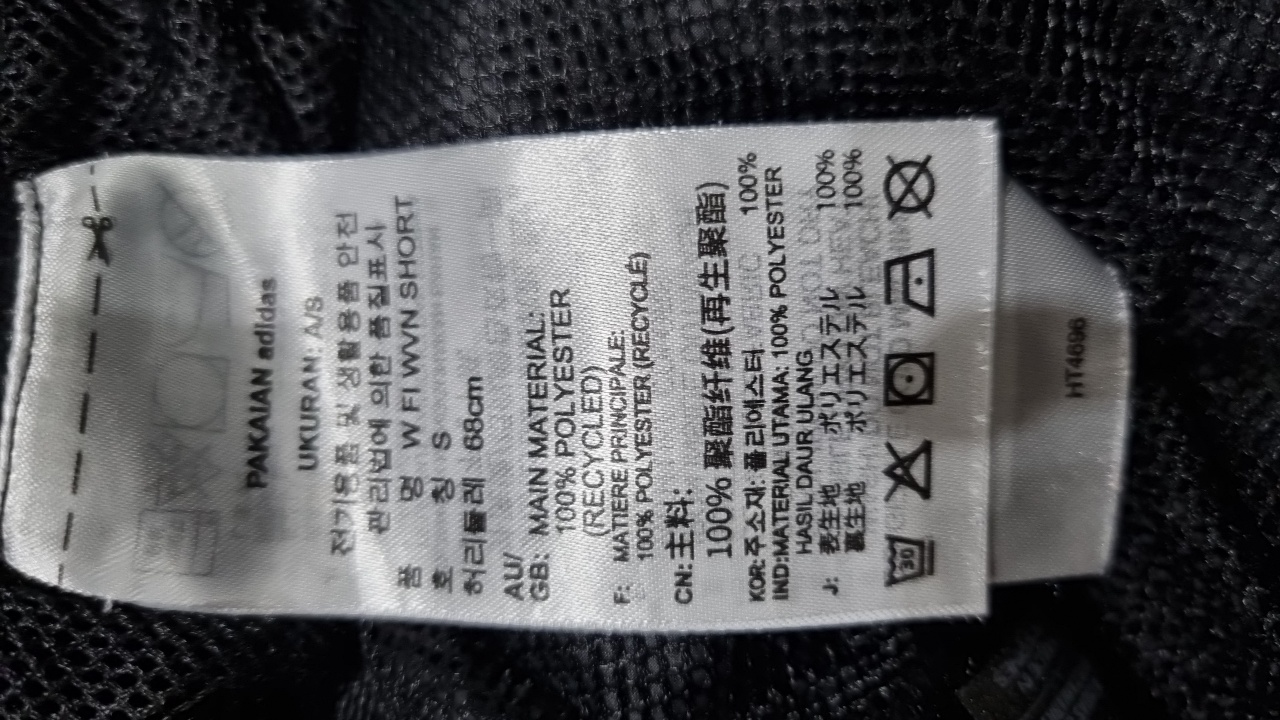 PAKAIAN adidas
UKURAN: A/S
전기용품 및 생활용품 안전
관리법에 의한 품질표시
품 명 W FI WVN SHORT
호 칭 S
허리둘레 68cm
AU/
GB: MAIN MATERIAL:
100% POLYESTER
(RECYCLED)
F: MATIERE PRINCIPALE:
100% POLYESTER (RECYCLÉ)
CN: 主料:
100% 聚酯纤维(再生聚酯)
KOR: 주소재: 폴리에스터 100%
IND:MATERIAL UTAMA: 100% POLYESTER
HASIL DAUR ULANG
J: 表生地 ポリエステル 100%
裏生地 ポリエステル 100%
30
HT4696